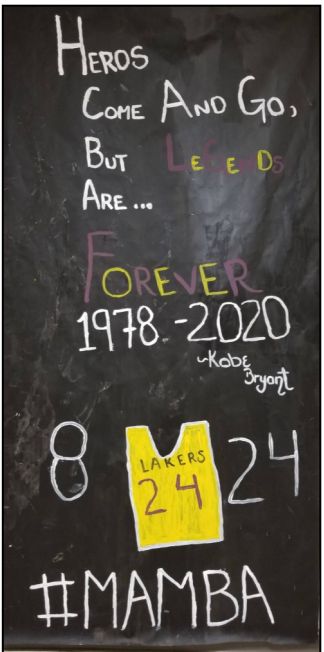 HEROS
COME AND GO,
BUT LEGENDS
ARE...
FOREVER
1978-2020
~Kobe
Bryant
8
LAKERS
24
24
#MAMBA